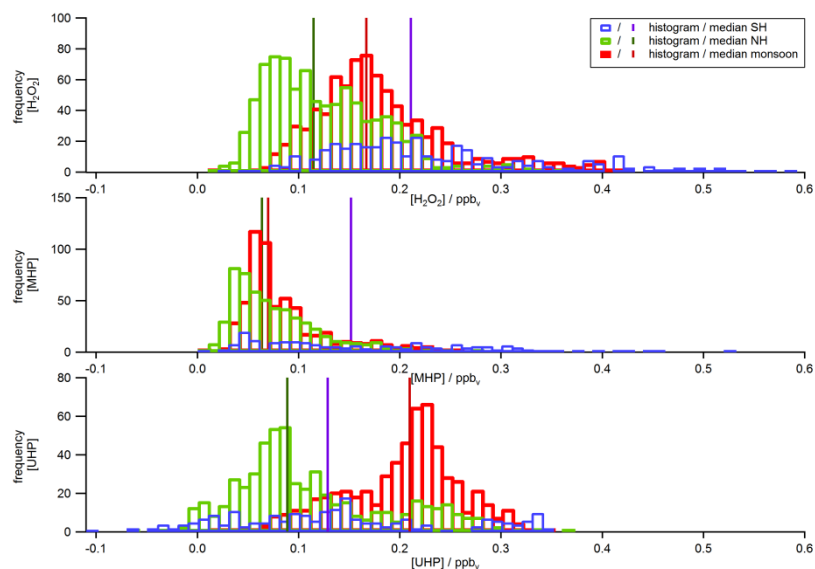 / histogram / median SH
/ histogram / median NH
/ histogram / median monsoon
frequency
[H₂O₂]
100
80
60
40
20
0
-0.1 0.0 0.1 0.2 0.3 0.4 0.5 0.6
[H₂O₂] / ppbᵥ
frequency
[MHP]
150
100
50
0
-0.1 0.0 0.1 0.2 0.3 0.4 0.5 0.6
[MHP] / ppbᵥ
frequency
[UHP]
80
60
40
20
0
-0.1 0.0 0.1 0.2 0.3 0.4 0.5 0.6
[UHP] / ppbᵥ